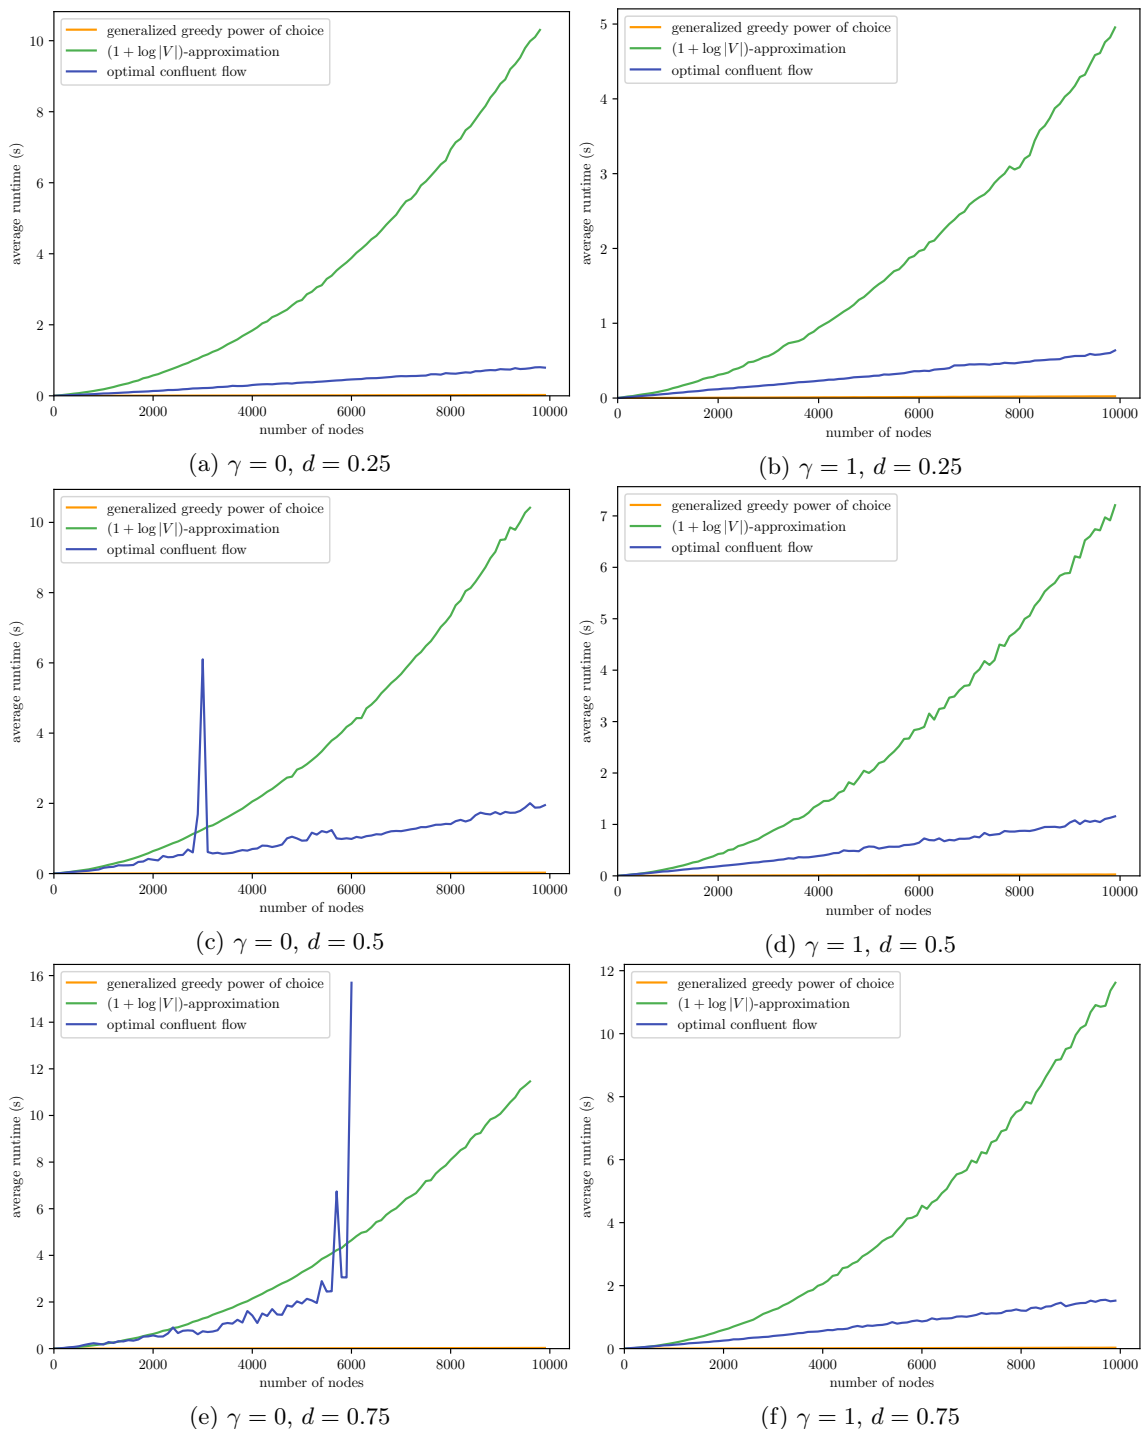 generalized greedy power of choice
(1 + log |V|)-approximation
optimal confluent flow
average runtime (s)
10
8
6
4
2
0
0 2000 4000 6000 8000 10000
number of nodes
(a) γ = 0, d = 0.25
generalized greedy power of choice
(1 + log |V|)-approximation
optimal confluent flow
average runtime (s)
5
4
3
2
1
0
0 2000 4000 6000 8000 10000
number of nodes
(b) γ = 1, d = 0.25
generalized greedy power of choice
(1 + log |V|)-approximation
optimal confluent flow
average runtime (s)
10
8
6
4
2
0
0 2000 4000 6000 8000 10000
number of nodes
(c) γ = 0, d = 0.5
generalized greedy power of choice
(1 + log |V|)-approximation
optimal confluent flow
average runtime (s)
7
6
5
4
3
2
1
0
0 2000 4000 6000 8000 10000
number of nodes
(d) γ = 1, d = 0.5
generalized greedy power of choice
(1 + log |V|)-approximation
optimal confluent flow
average runtime (s)
16
14
12
10
8
6
4
2
0
0 2000 4000 6000 8000 10000
number of nodes
(e) γ = 0, d = 0.75
generalized greedy power of choice
(1 + log |V|)-approximation
optimal confluent flow
average runtime (s)
12
10
8
6
4
2
0
0 2000 4000 6000 8000 10000
number of nodes
(f) γ = 1, d = 0.75